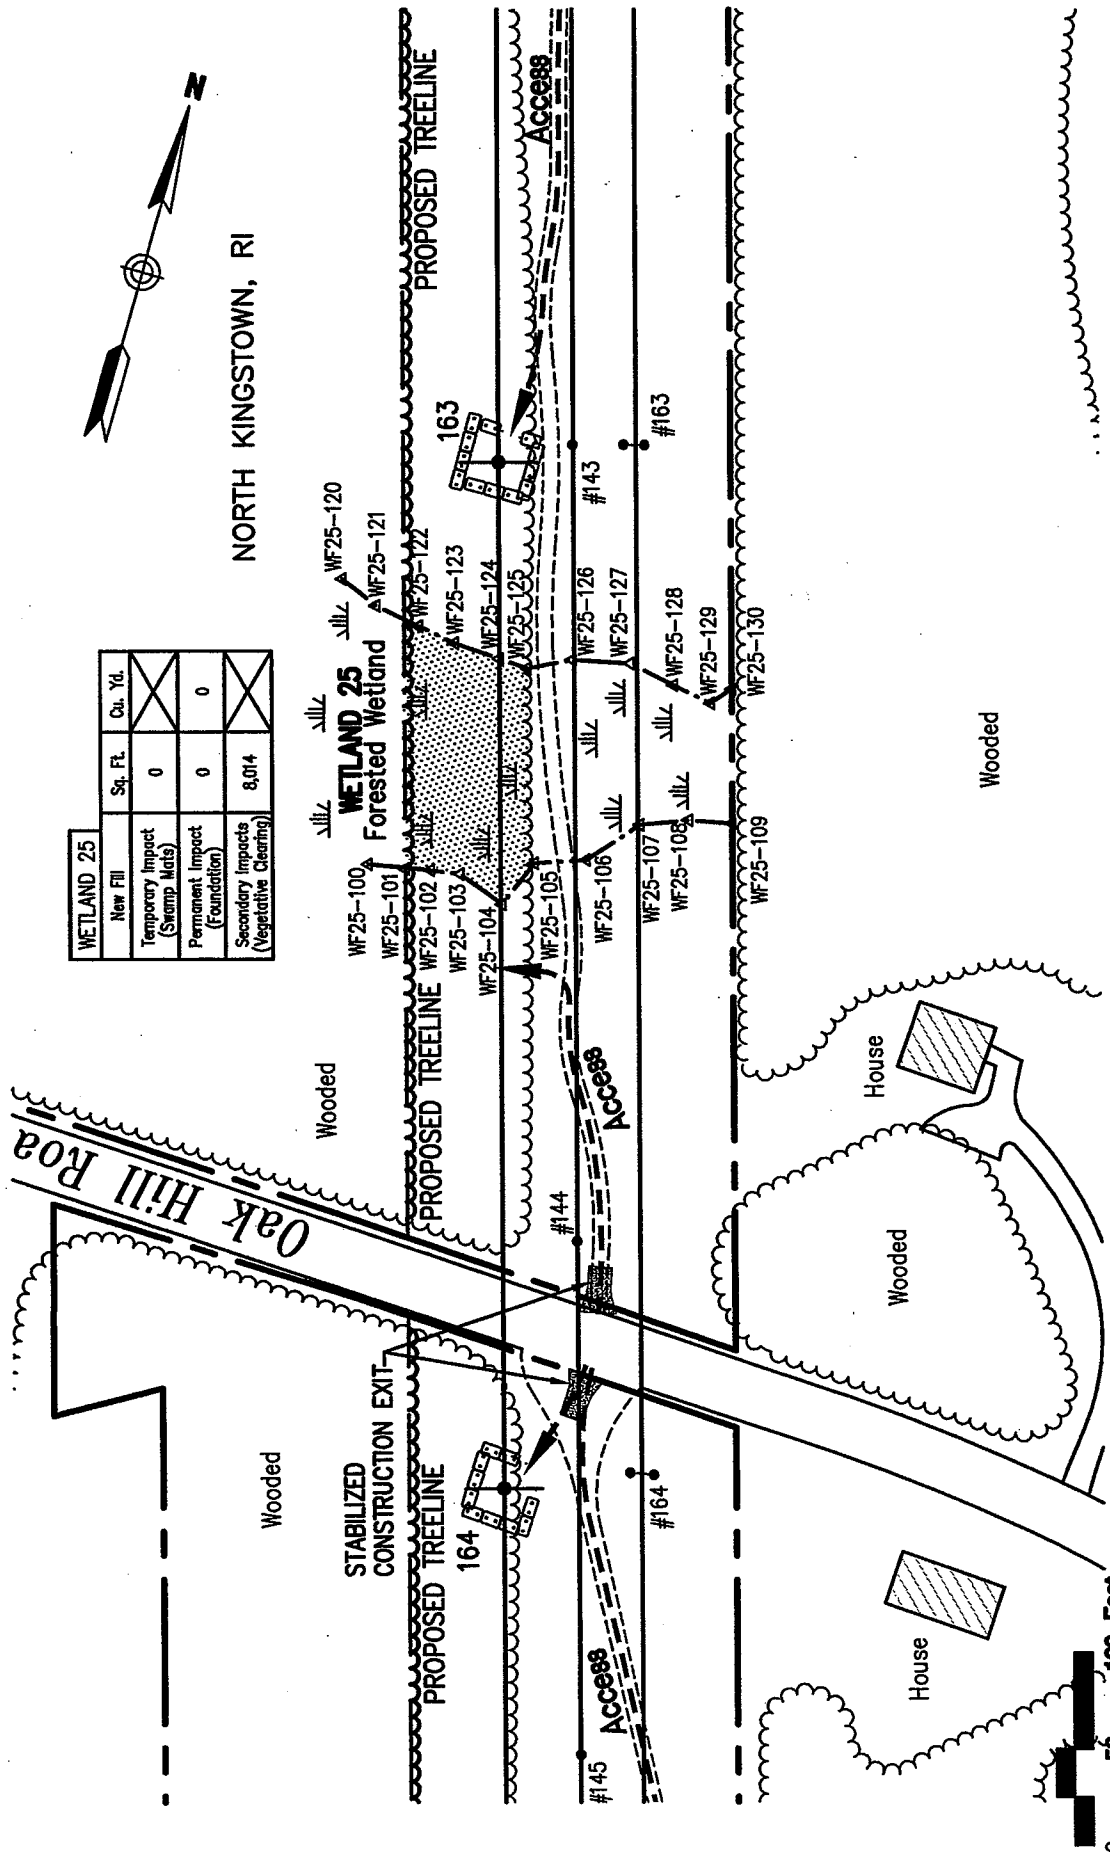 N
NORTH KINGSTOWN, RI
WETLAND 25
New Fill
Sq. Ft.
Cu. Yd.
Temporary Impact
(Swamp Mats)
0
Permanent Impact
(Foundation)
0
0
Secondary Impacts
(Vegetative Clearing)
8,014
PROPOSED TREELINE
Access
163
#163
#143
WF25-120
WF25-121
WF25-122
WF25-123
WF25-124
WF25-125
WF25-126
WF25-127
WF25-128
WF25-129
WF25-130
WETLAND 25
Forested Wetland
WF25-100
WF25-101
WF25-102
WF25-103
WF25-104
WF25-105
WF25-106
WF25-107
WF25-108
WF25-109
Wooded
Wooded
PROPOSED TREELINE
Access
House
Oak Hill Roa
#144
Wooded
STABILIZED
CONSTRUCTION EXIT
Wooded
PROPOSED TREELINE
164
#164
Access
#145
House